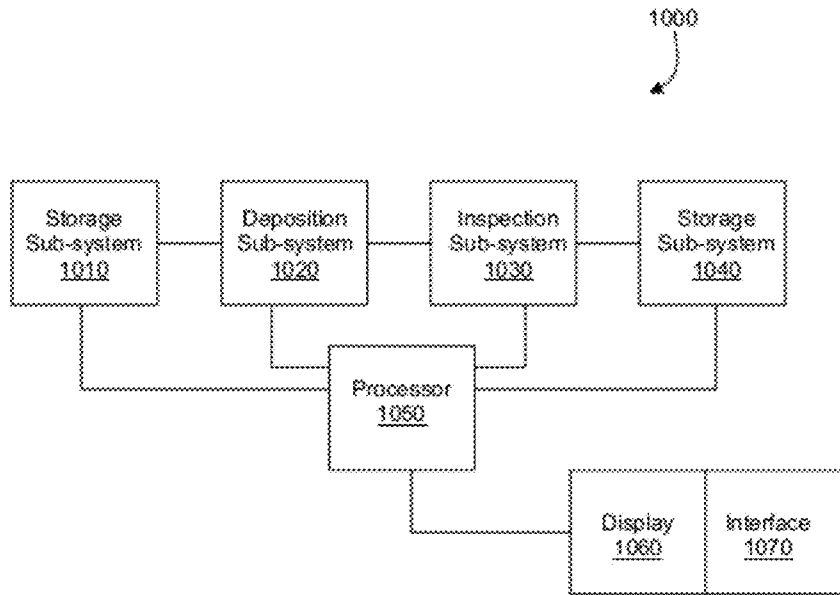 1000
Storage
Sub-system
1010
Deposition
Sub-system
1020
Inspection
Sub-system
1030
Storage
Sub-system
1040
Processor
1050
Display
1060
Interface
1070